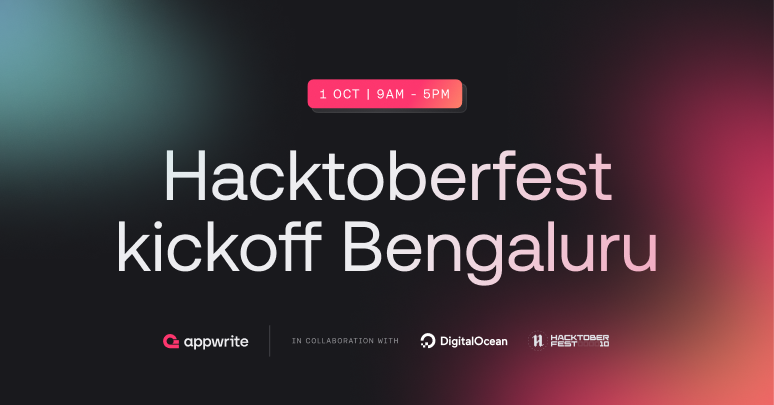 1 OCT | 9AM - 5PM
Hacktoberfest
kickoff Bengaluru
appwrite
IN COLLABORATION WITH
DigitalOcean
HACKTOBER
FEST 10